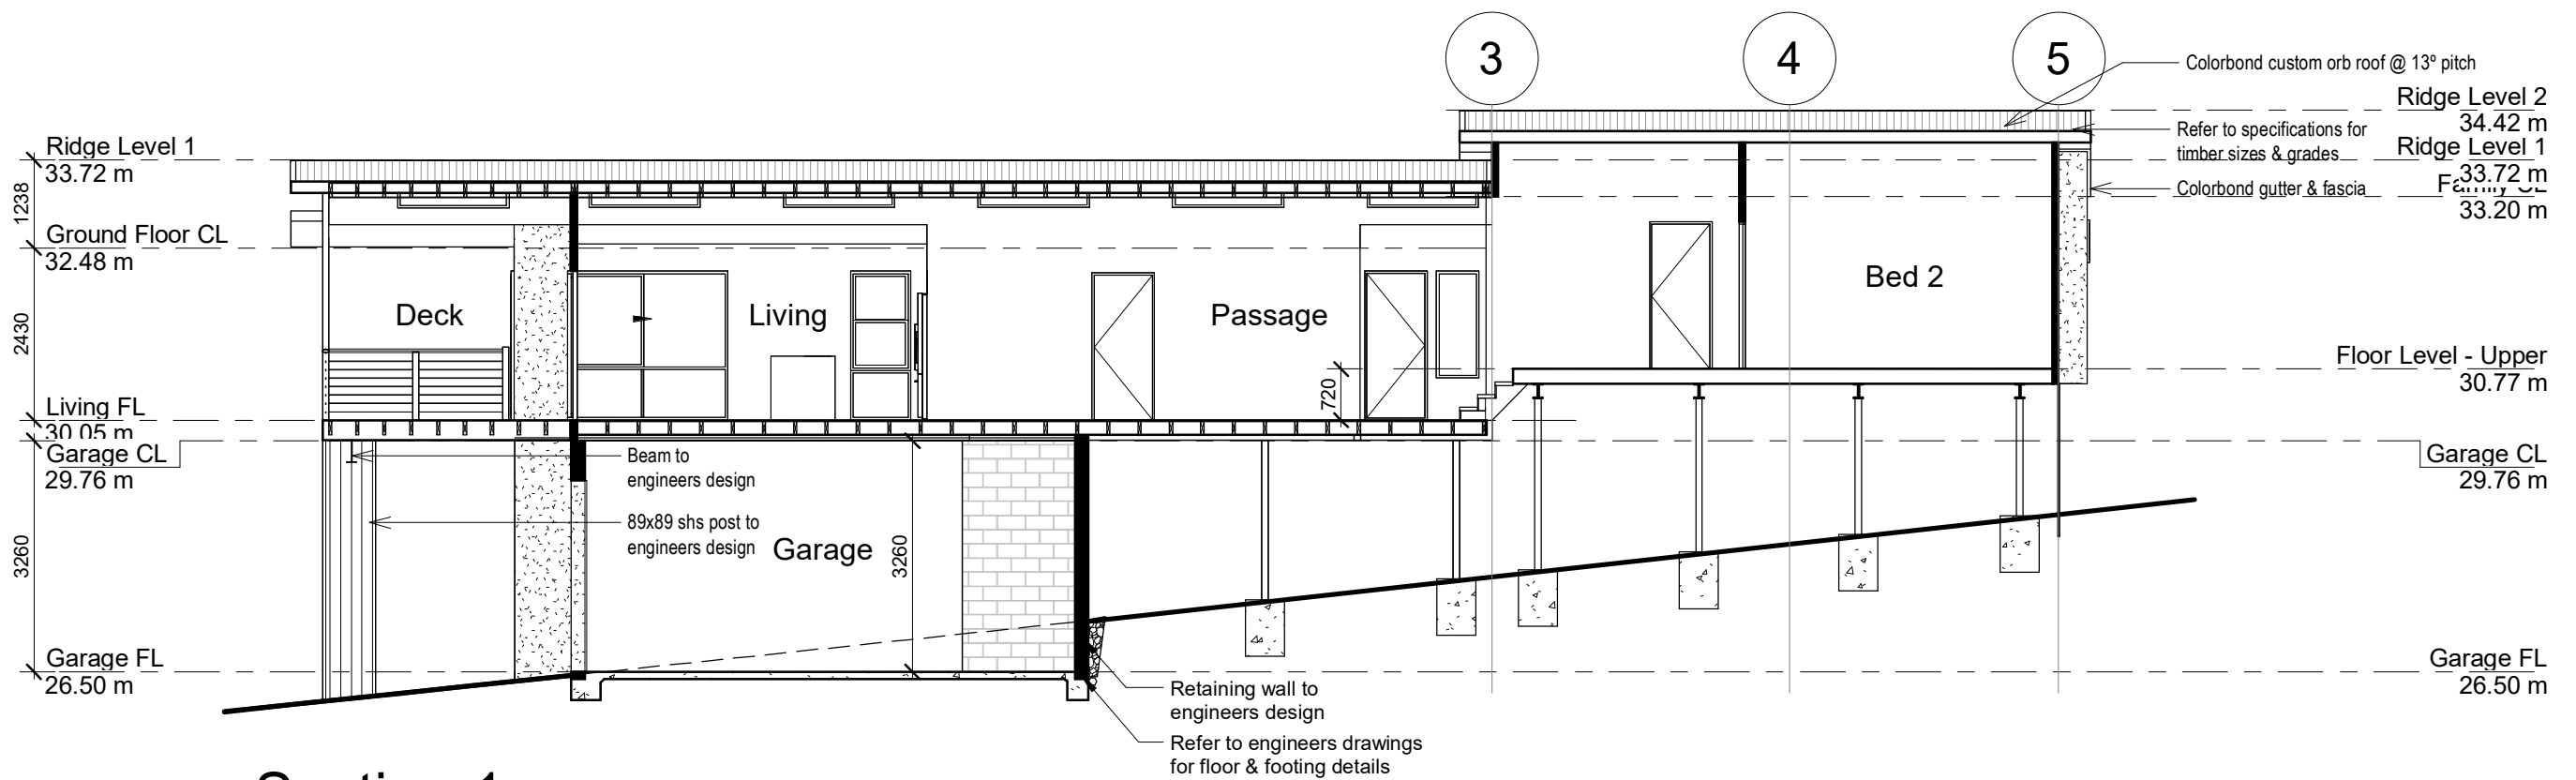 3
4
5
Colorbond custom orb roof @ 13º pitch
Ridge Level 2
34.42 m
Refer to specifications for
timber sizes & grades
Ridge Level 1
33.72 m
Colorbond gutter & fascia
33.20 m
Ridge Level 1
33.72 m
1238
Ground Floor CL
32.48 m
2430
Deck
Living
Passage
Bed 2
720
Floor Level - Upper
30.77 m
Living FL
30.05 m
Garage CL
29.76 m
Beam to
engineers design
89x89 shs post to
engineers design
Garage
3260
3260
Garage CL
29.76 m
Garage FL
26.50 m
Garage FL
26.50 m
Retaining wall to
engineers design
Refer to engineers drawings
for floor & footing details